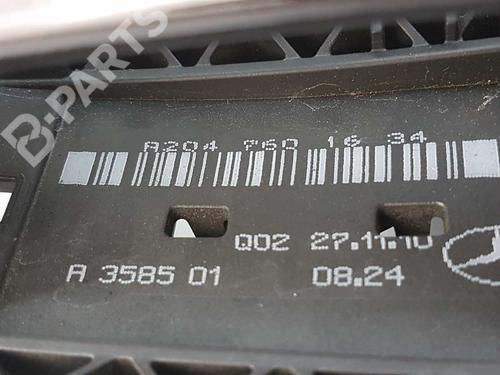 B-PARTS
A204 760 16 34
Q02 27.11.10
A 3585 01 08.24